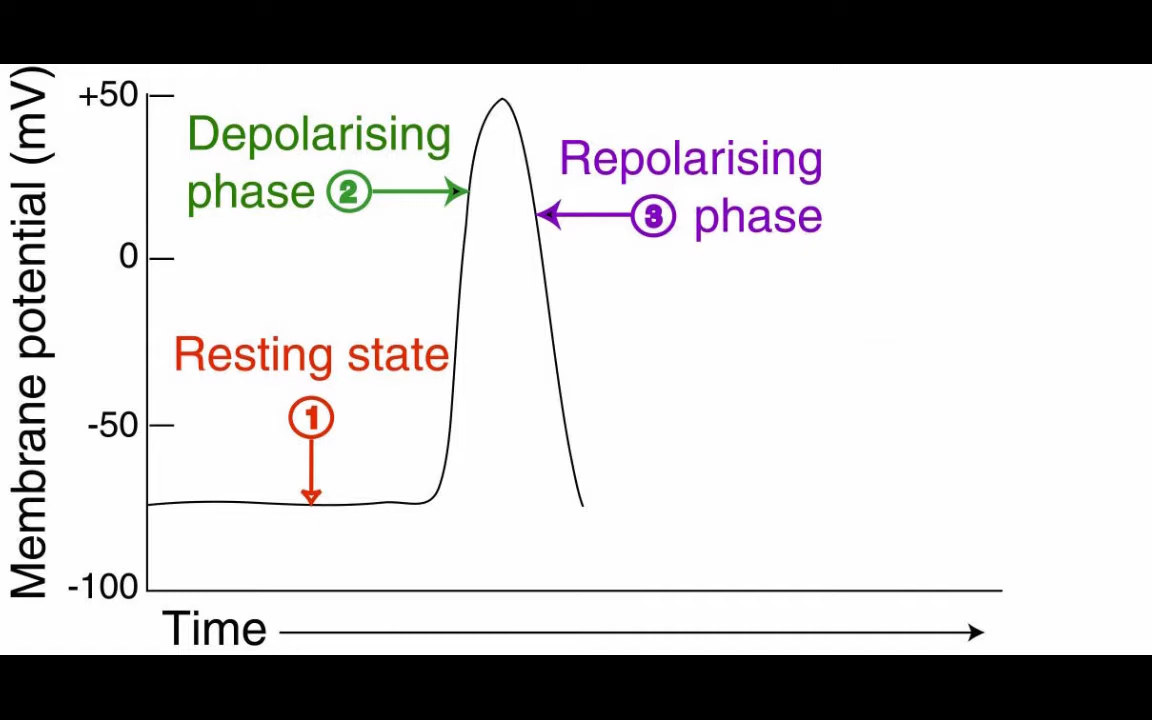 Membrane potential (mV)
+50
0
-50
-100
Depolarising
phase 2
Repolarising
3 phase
Resting state
1
Time